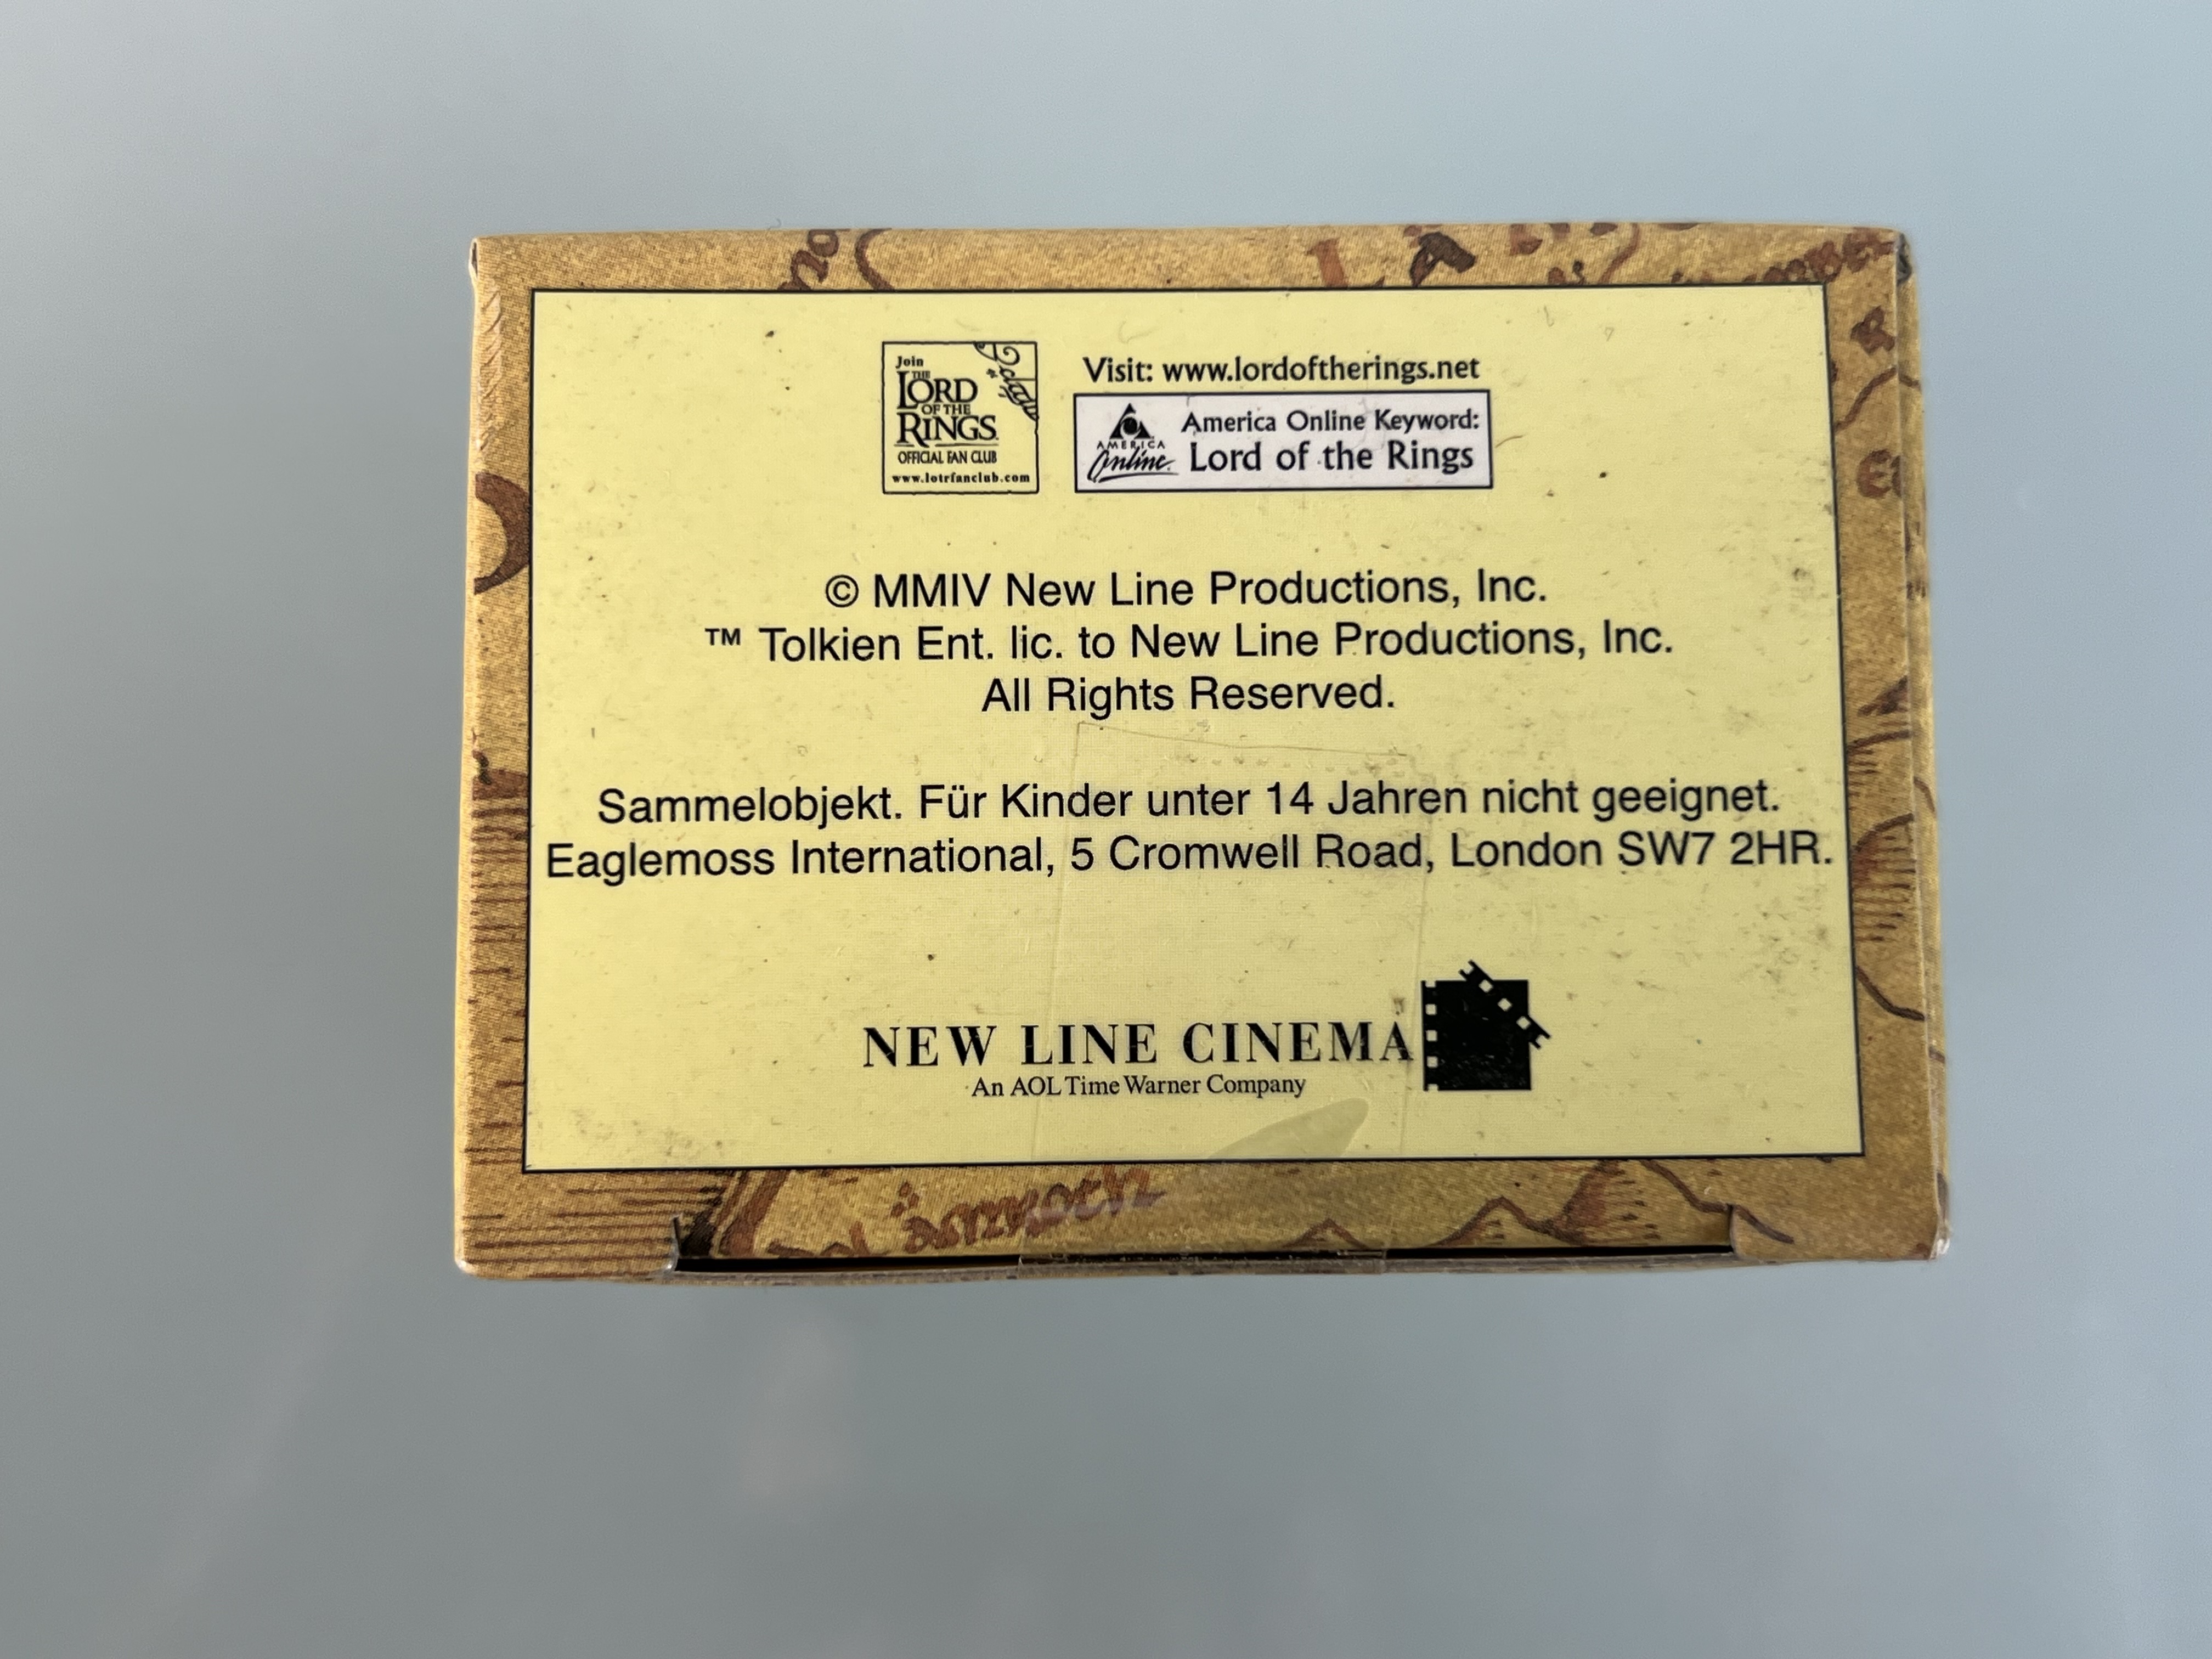 Join
THE
LORD
OF THE
RINGS
OFFICIAL FAN CLUB
www.lotrfanclub.com
Visit: www.lordoftherings.net
AMERICA
Online
America Online Keyword:
Lord of the Rings
© MMIV New Line Productions, Inc.
™ Tolkien Ent. lic. to New Line Productions, Inc.
All Rights Reserved.
Sammelobjekt. Für Kinder unter 14 Jahren nicht geeignet.
Eaglemoss International, 5 Cromwell Road, London SW7 2HR.
NEW LINE CINEMA
An AOL Time Warner Company